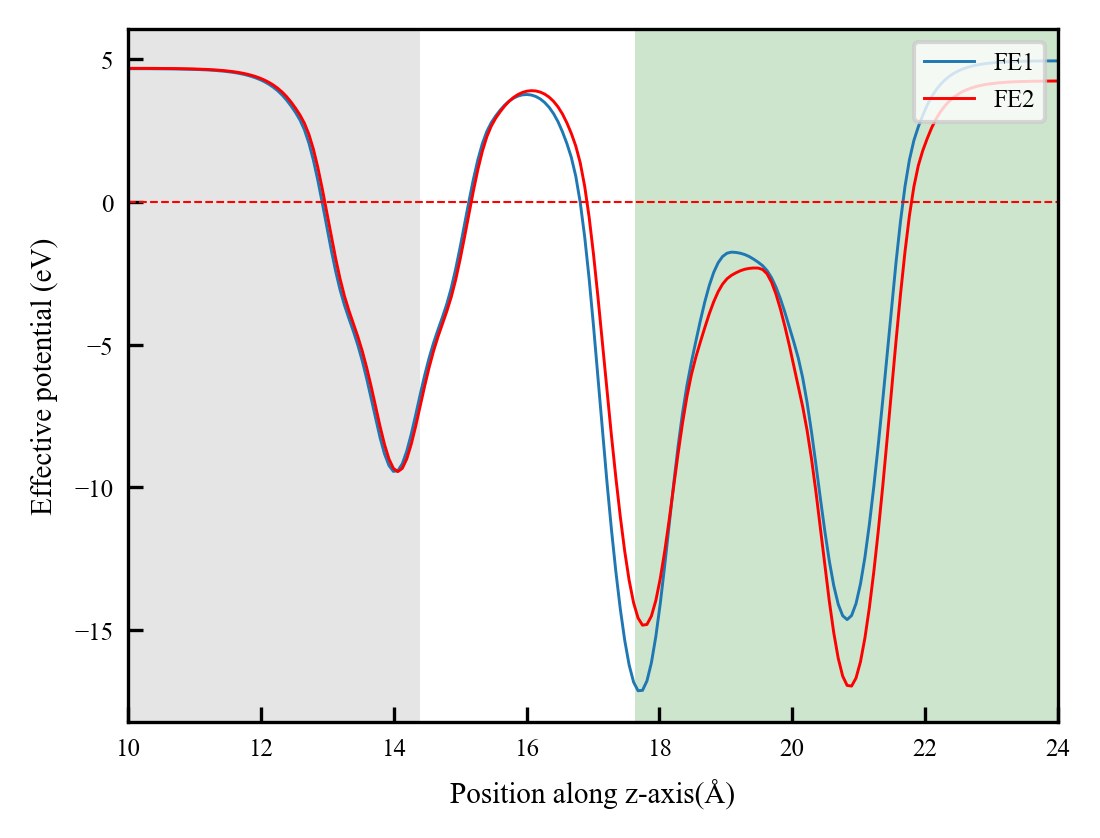 Effective potential (eV)
5
0
−5
−10
−15
FE1
FE2
10 12 14 16 18 20 22 24
Position along z-axis(Å)